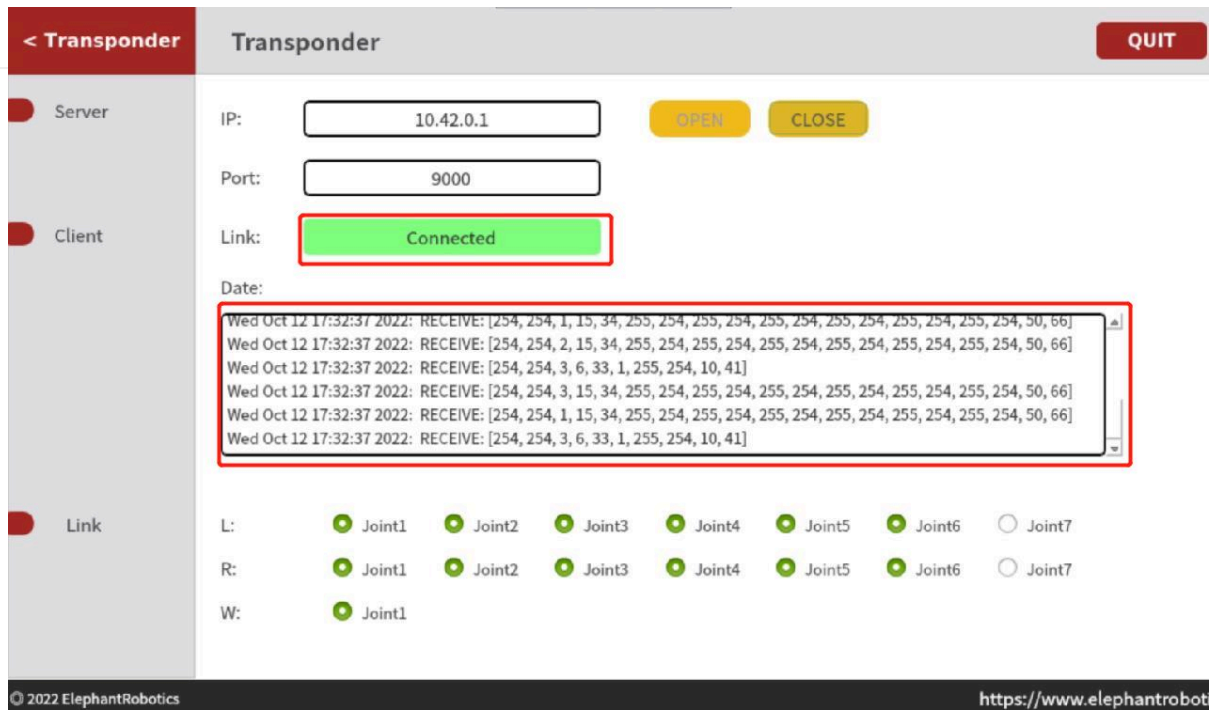 < Transponder
Transponder
QUIT
Server
IP:
10.42.0.1
OPEN
CLOSE
Port:
9000
Client
Link:
Connected
Date:
Wed Oct 12 17:32:37 2022: RECEIVE: [254, 254, 1, 15, 34, 255, 254, 255, 254, 255, 254, 255, 254, 255, 254, 255, 254, 50, 66]
Wed Oct 12 17:32:37 2022: RECEIVE: [254, 254, 2, 15, 34, 255, 254, 255, 254, 255, 254, 255, 254, 255, 254, 255, 254, 50, 66]
Wed Oct 12 17:32:37 2022: RECEIVE: [254, 254, 3, 6, 33, 1, 255, 254, 10, 41]
Wed Oct 12 17:32:37 2022: RECEIVE: [254, 254, 3, 15, 34, 255, 254, 255, 254, 255, 254, 255, 254, 255, 254, 255, 254, 50, 66]
Wed Oct 12 17:32:37 2022: RECEIVE: [254, 254, 1, 15, 34, 255, 254, 255, 254, 255, 254, 255, 254, 255, 254, 255, 254, 50, 66]
Wed Oct 12 17:32:37 2022: RECEIVE: [254, 254, 3, 6, 33, 1, 255, 254, 10, 41]
Link
L: Joint1 Joint2 Joint3 Joint4 Joint5 Joint6 Joint7
R: Joint1 Joint2 Joint3 Joint4 Joint5 Joint6 Joint7
W: Joint1
© 2022 ElephantRobotics
https://www.elephantroboti